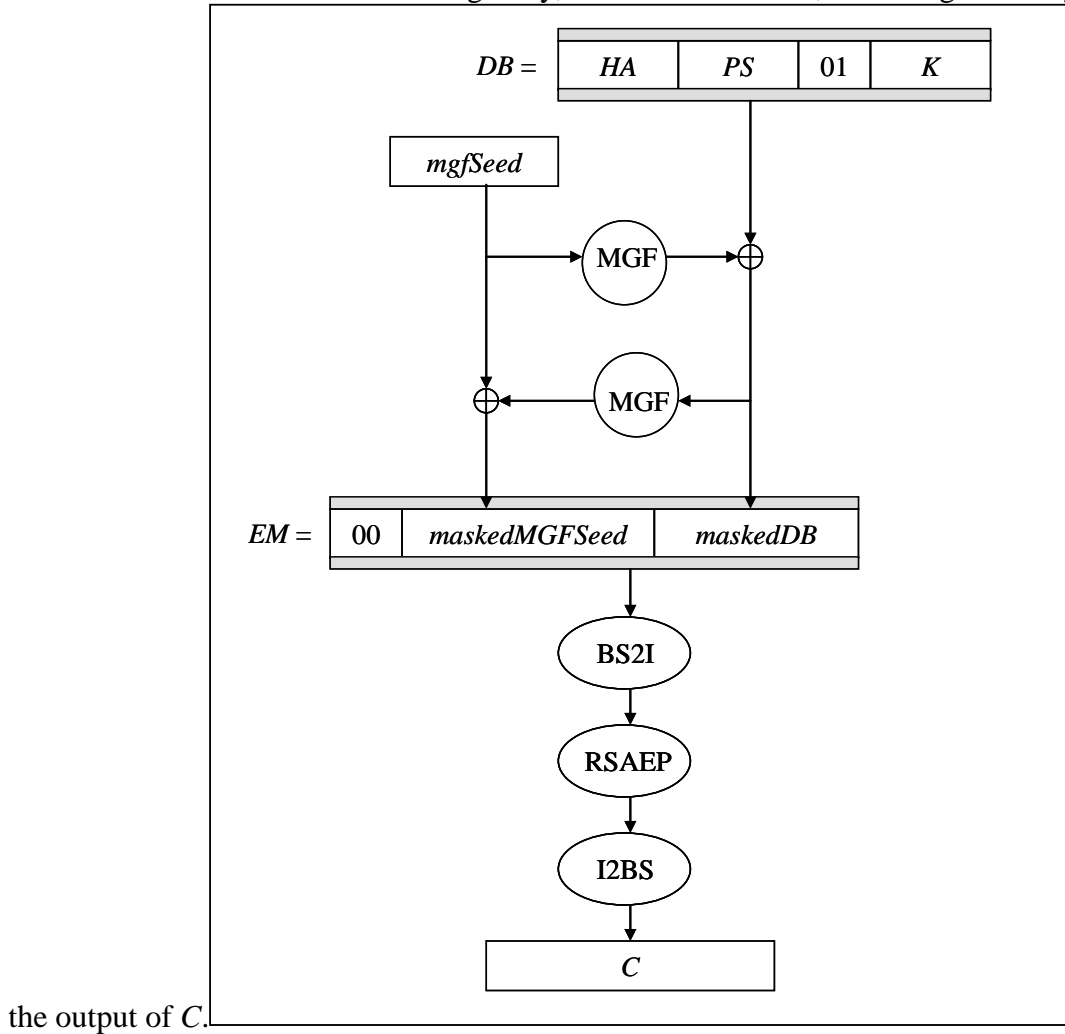 DB = HA PS 01 K
mgfSeed
MGF
MGF
EM = 00 maskedMGFSeed maskedDB
BS2I
RSAEP
I2BS
C
the output of C.